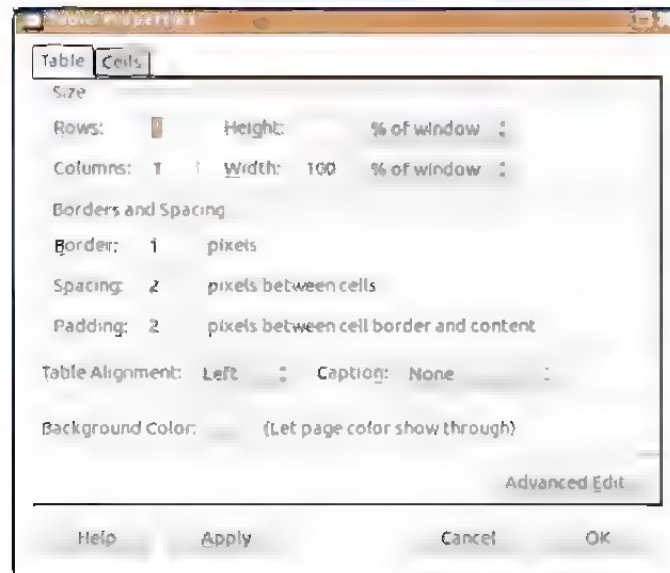 Table Properties
Table Cells
Size
Rows: Height: % of window
Columns: 1 Width: 100 % of window
Borders and Spacing
Border: 1 pixels
Spacing: 2 pixels between cells
Padding: 2 pixels between cell border and content
Table Alignment: Left Caption: None
Background Color: (Let page color show through)
Advanced Edit
Help Apply Cancel OK